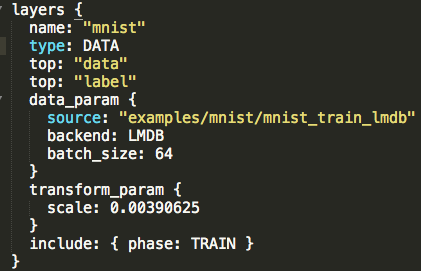 layers {
name: "mnist"
type: DATA
top: "data"
top: "label"
data_param {
source: "examples/mnist/mnist_train_lmdb"
backend: LMDB
batch_size: 64
}
transform_param {
scale: 0.00390625
}
include: { phase: TRAIN }
}